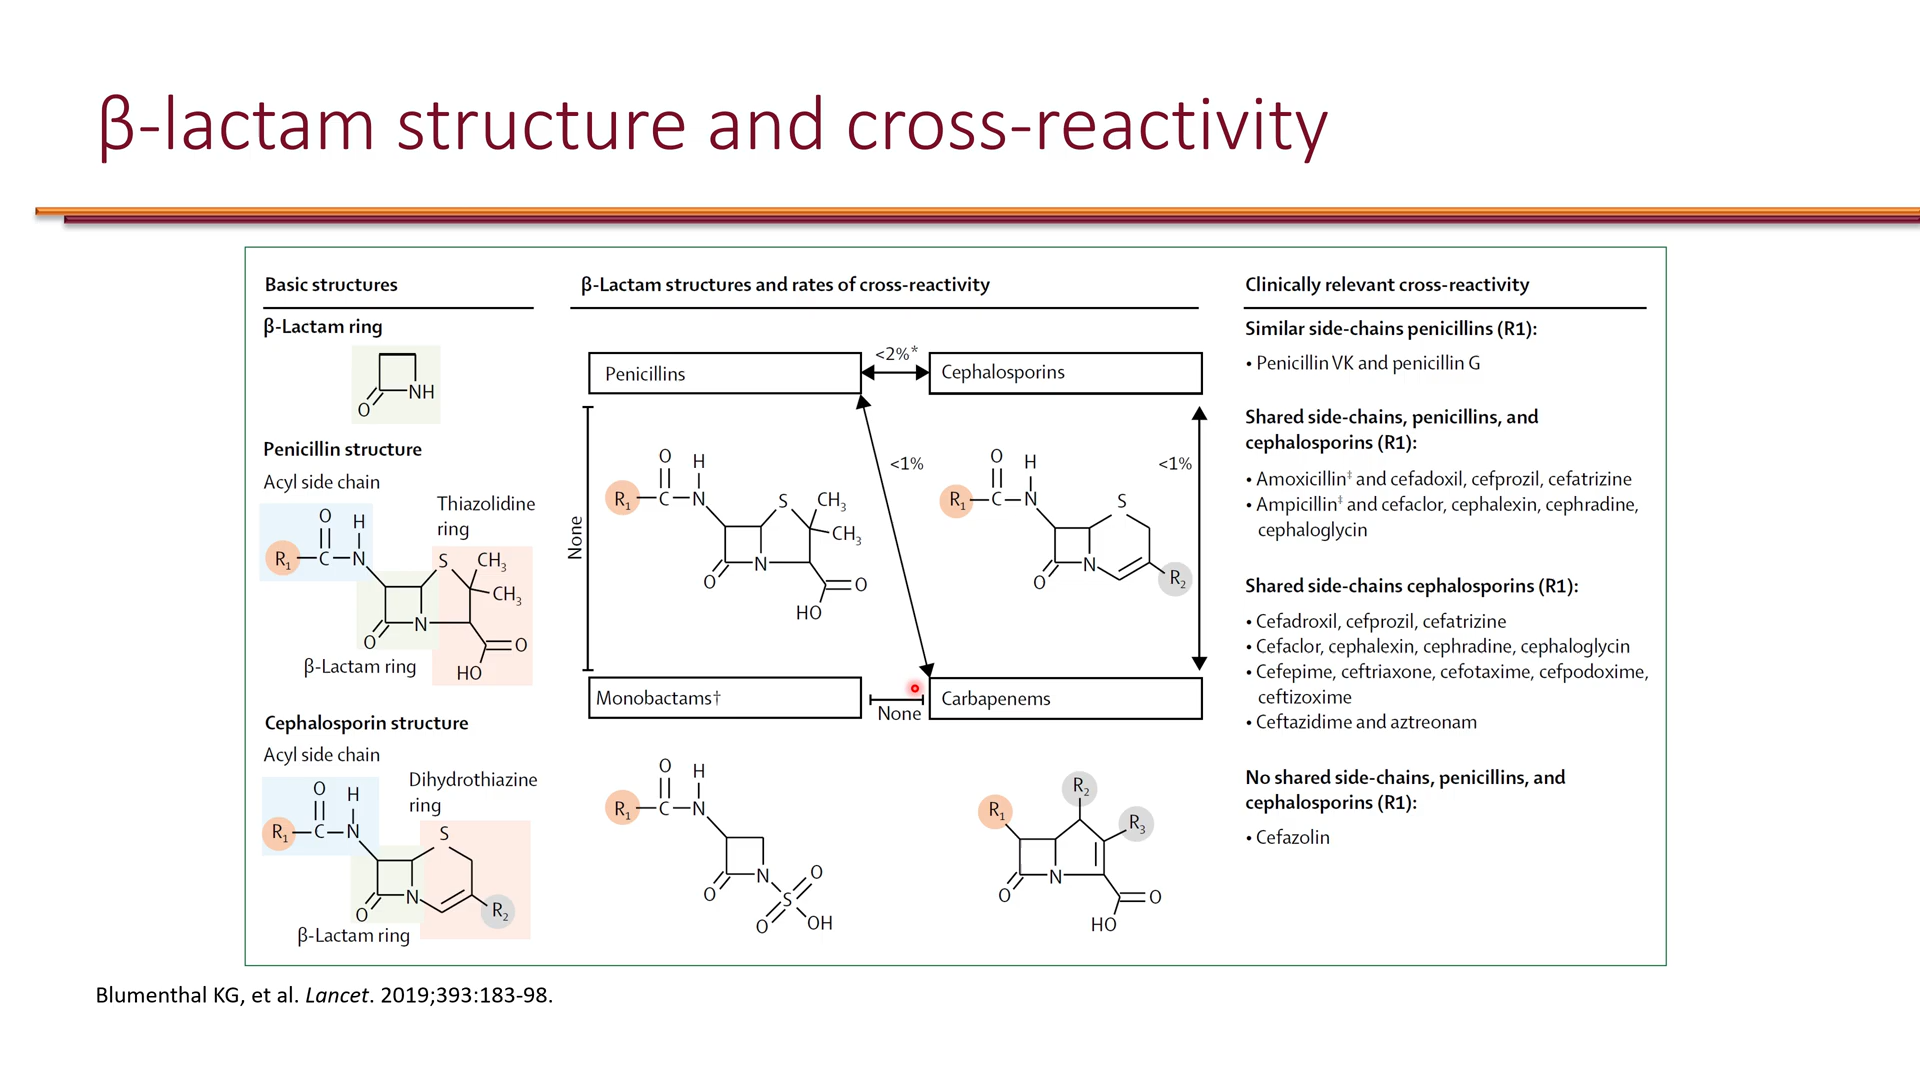 β-lactam structure and cross-reactivity
Basic structures
β-Lactam ring
O
NH
Penicillin structure
Acyl side chain
Thiazolidine
ring
O
H
R₁
C
N
S
CH₃
CH₃
O
N
O
HO
β-Lactam ring
Cephalosporin structure
Acyl side chain
Dihydrothiazine
ring
O
H
R₁
C
N
S
O
N
R₂
β-Lactam ring
β-Lactam structures and rates of cross-reactivity
Penicillins
<2%*
Cephalosporins
None
<1%
<1%
O
H
R₁
C
N
S
CH₃
CH₃
N
O
O
HO
O
H
R₁
C
N
S
N
O
R₂
Monobactams†
None
Carbapenems
O
H
R₁
C
N
O
N
O
S
O
OH
R₁
R₂
R₃
O
N
O
HO
Clinically relevant cross-reactivity
Similar side-chains penicillins (R1):
• Penicillin VK and penicillin G
Shared side-chains, penicillins, and
cephalosporins (R1):
• Amoxicillin‡ and cefadoxil, cefprozil, cefatrizine
• Ampicillin‡ and cefaclor, cephalexin, cephradine,
cephaloglycin
Shared side-chains cephalosporins (R1):
• Cefadroxil, cefprozil, cefatrizine
• Cefaclor, cephalexin, cephradine, cephaloglycin
• Cefepime, ceftriaxone, cefotaxime, cefpodoxime,
ceftizoxime
• Ceftazidime and aztreonam
No shared side-chains, penicillins, and
cephalosporins (R1):
• Cefazolin
Blumenthal KG, et al. Lancet. 2019;393:183-98.